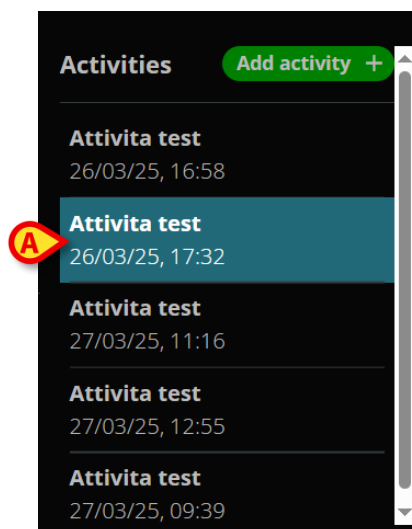 Activities
Add activity +
Attivita test
26/03/25, 16:58
Attivita test
A
26/03/25, 17:32
Attivita test
27/03/25, 11:16
Attivita test
27/03/25, 12:55
Attivita test
27/03/25, 09:39